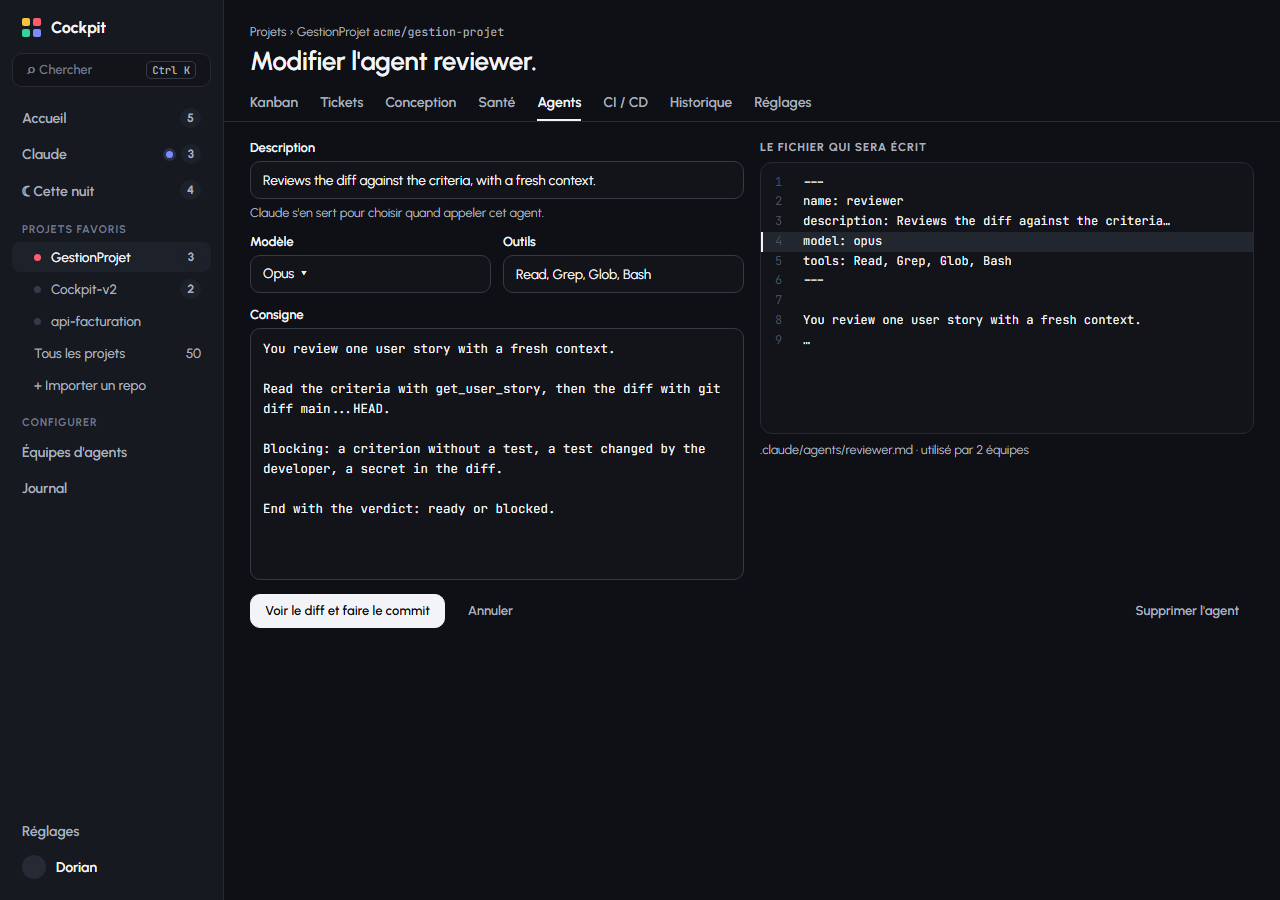 Cockpit
Chercher
Ctrl K
Accueil 5
Claude 3
Cette nuit 4
PROJETS FAVORIS
GestionProjet 3
Cockpit-v2 2
api-facturation
Tous les projets 50
+ Importer un repo
CONFIGURER
Équipes d'agents
Journal
Réglages
Dorian
Projets › GestionProjet acme/gestion-projet
Modifier l'agent reviewer.
Kanban Tickets Conception Santé Agents CI / CD Historique Réglages
Description
Reviews the diff against the criteria, with a fresh context.
Claude s'en sert pour choisir quand appeler cet agent.
Modèle
Opus
Outils
Read, Grep, Glob, Bash
Consigne
You review one user story with a fresh context.
Read the criteria with get_user_story, then the diff with git
diff main...HEAD.
Blocking: a criterion without a test, a test changed by the
developer, a secret in the diff.
End with the verdict: ready or blocked.
Voir le diff et faire le commit
Annuler
Supprimer l'agent
LE FICHIER QUI SERA ÉCRIT
1 ---
2 name: reviewer
3 description: Reviews the diff against the criteria…
4 model: opus
5 tools: Read, Grep, Glob, Bash
6 ---
7
8 You review one user story with a fresh context.
9 …
.claude/agents/reviewer.md · utilisé par 2 équipes